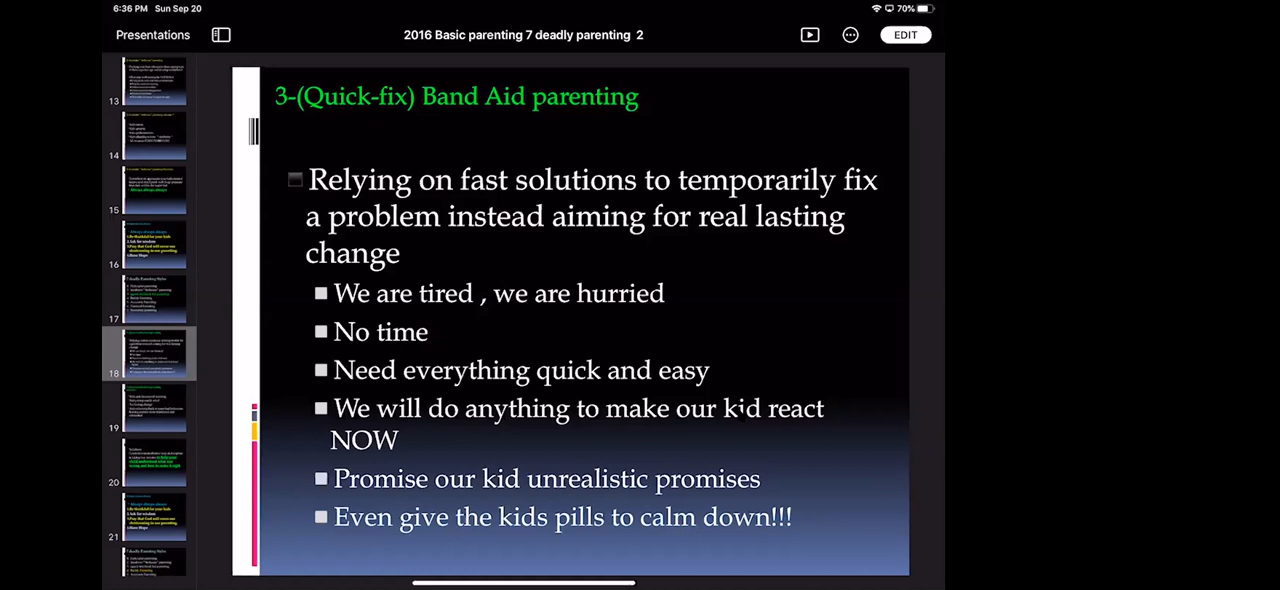 6:36 PM Sun Sep 20
70%
Presentations
2016 Basic parenting 7 deadly parenting 2
EDIT
13
14
15
16
17
18
19
20
21
3-(Quick-fix) Band Aid parenting
Relying on fast solutions to temporarily fix
a problem instead aiming for real lasting
change
We are tired , we are hurried
No time
Need everything quick and easy
We will do anything to make our kid react
NOW
Promise our kid unrealistic promises
Even give the kids pills to calm down!!!